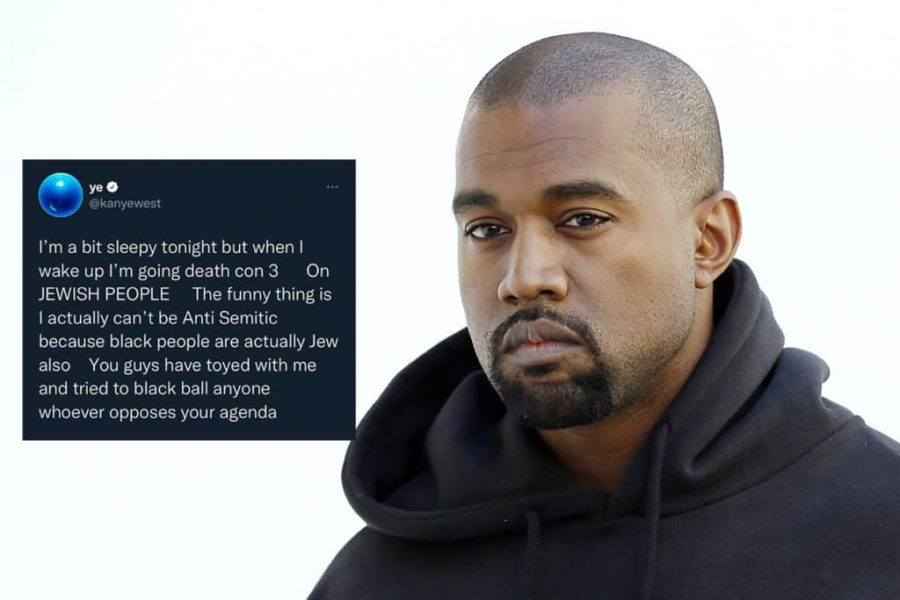 ye
@kanyewest
I'm a bit sleepy tonight but when I
wake up I'm going death con 3 On
JEWISH PEOPLE The funny thing is
I actually can't be Anti Semitic
because black people are actually Jew
also You guys have toyed with me
and tried to black ball anyone
whoever opposes your agenda